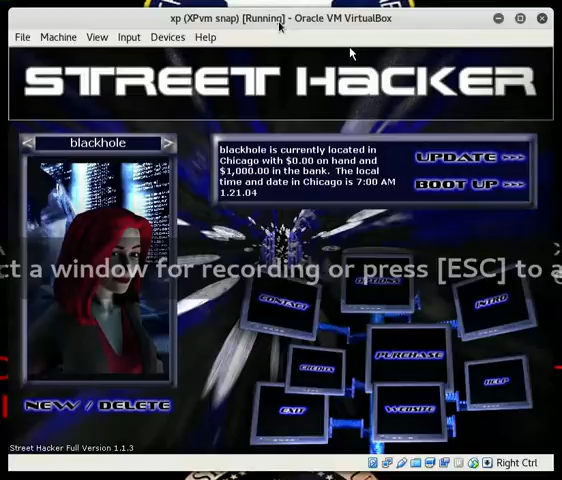 xp (XPvm snap) [Running] - Oracle VM VirtualBox
File Machine View Input Devices Help
STREET HACKER
blackhole
blackhole is currently located in
Chicago with $0.00 on hand and
$1,000.00 in the bank. The local
time and date in Chicago is 7:00 AM
1.21.04
UPDATE >>>
BOOT UP >>>
ct a window for recording or press [ESC] to a
OPTIONS
CONTACT
INTRO
PURCHASE
CREDITS
HELP
EXIT
WEBSITE
NEW / DELETE
Street Hacker Full Version 1.1.3
Right Ctrl